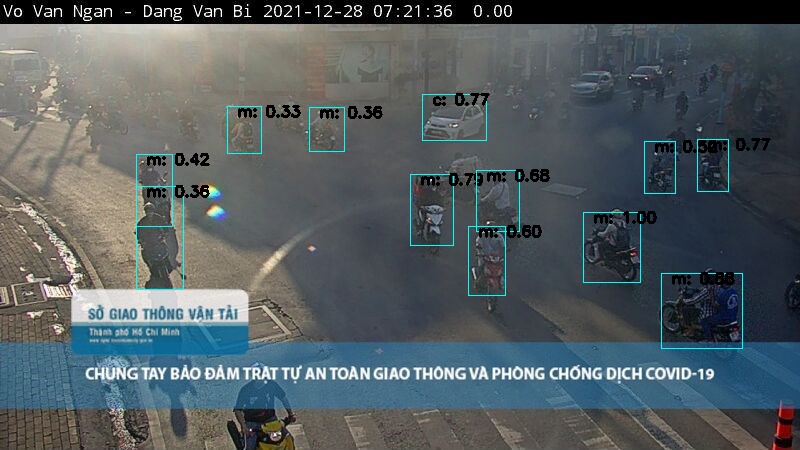 Vo Van Ngan - Dang Van Bi 2021-12-28 07:21:36 0.00
c: 0.77
m: 0.33
m: 0.36
m: 0.77
m: 0.42
m: 0.68
m: 0.79
m: 0.36
m: 1.00
m: 0.60
m:
SỞ GIAO THÔNG VẬN TẢI
Thành phố Hồ Chí Minh
CHUNG TAY BẢO ĐẢM TRẬT TỰ AN TOÀN GIAO THÔNG VÀ PHÒNG CHỐNG DỊCH COVID-19